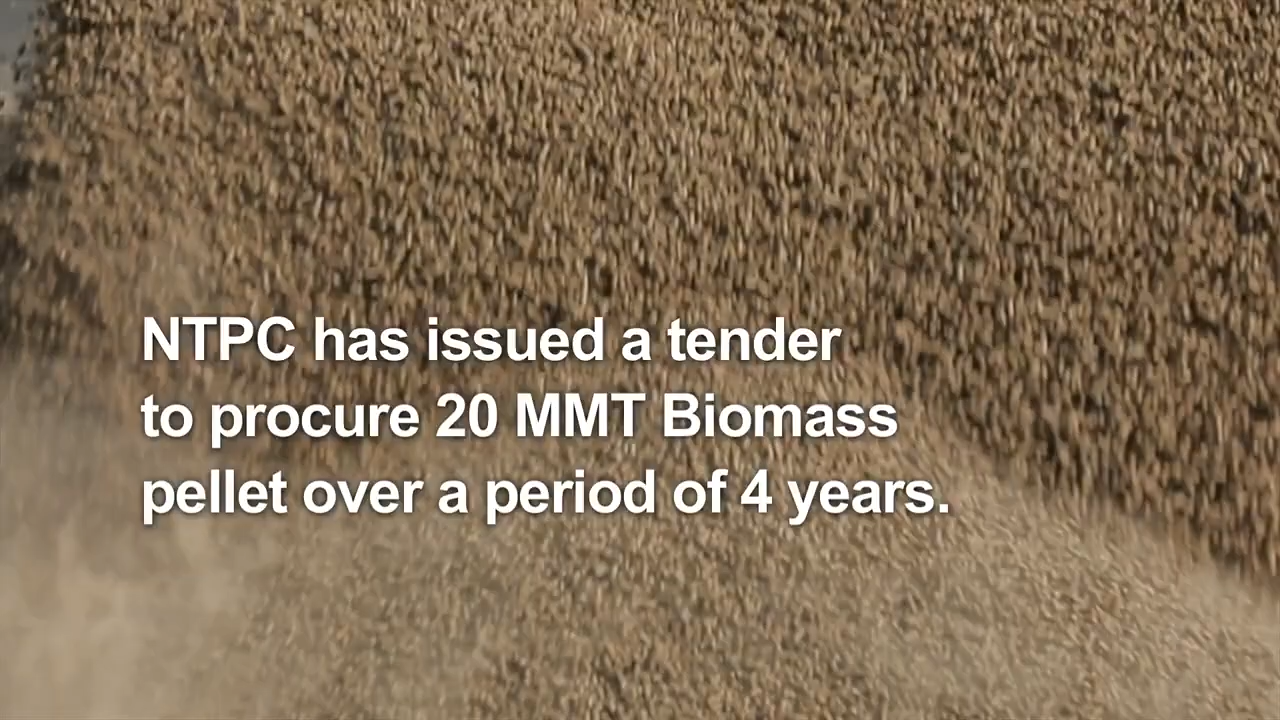 NTPC has issued a tender
to procure 20 MMT Biomass
pellet over a period of 4 years.